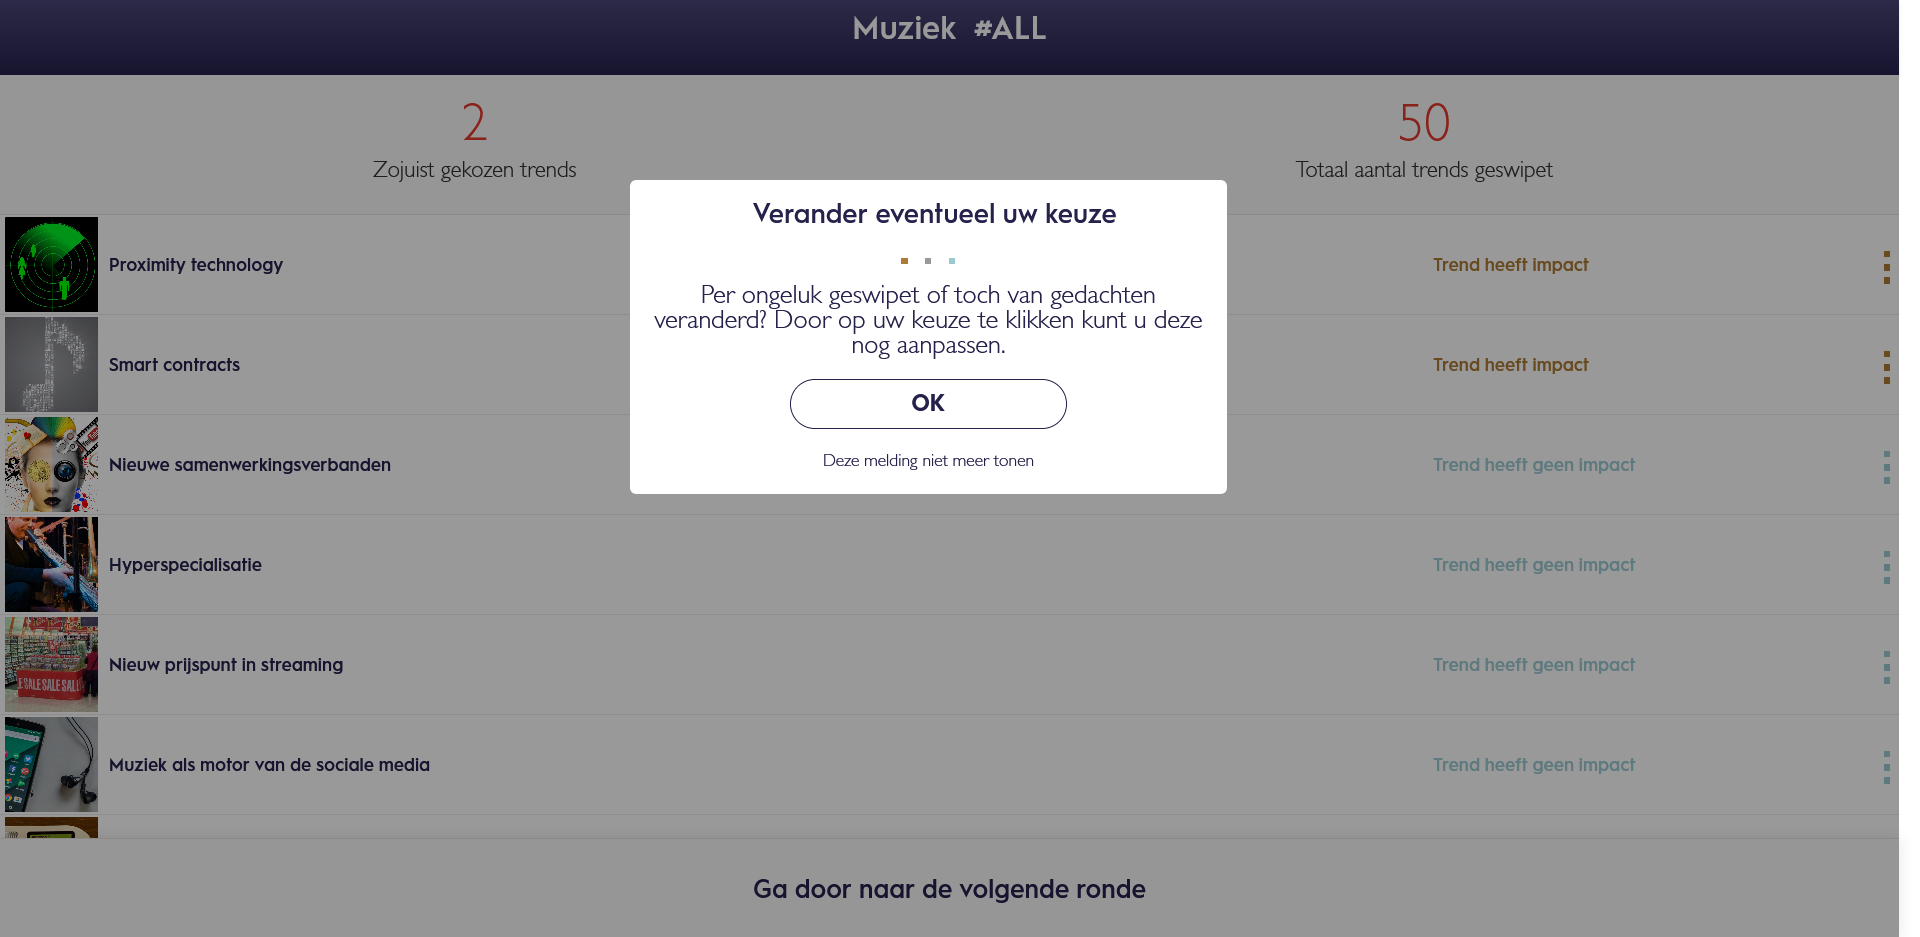 Muziek #ALL
2
50
Zojuist gekozen trends
Totaal aantal trends geswipet
Verander eventueel uw keuze
Per ongeluk geswipet of toch van gedachten
veranderd? Door op uw keuze te klikken kunt u deze
nog aanpassen.
OK
Deze melding niet meer tonen
Proximity technology
Trend heeft impact
Smart contracts
Trend heeft impact
Nieuwe samenwerkingsverbanden
Trend heeft geen impact
Hyperspecialisatie
Trend heeft geen impact
SALE SALE SALE
Nieuw prijspunt in streaming
Trend heeft geen impact
Muziek als motor van de sociale media
Trend heeft geen impact
Ga door naar de volgende ronde